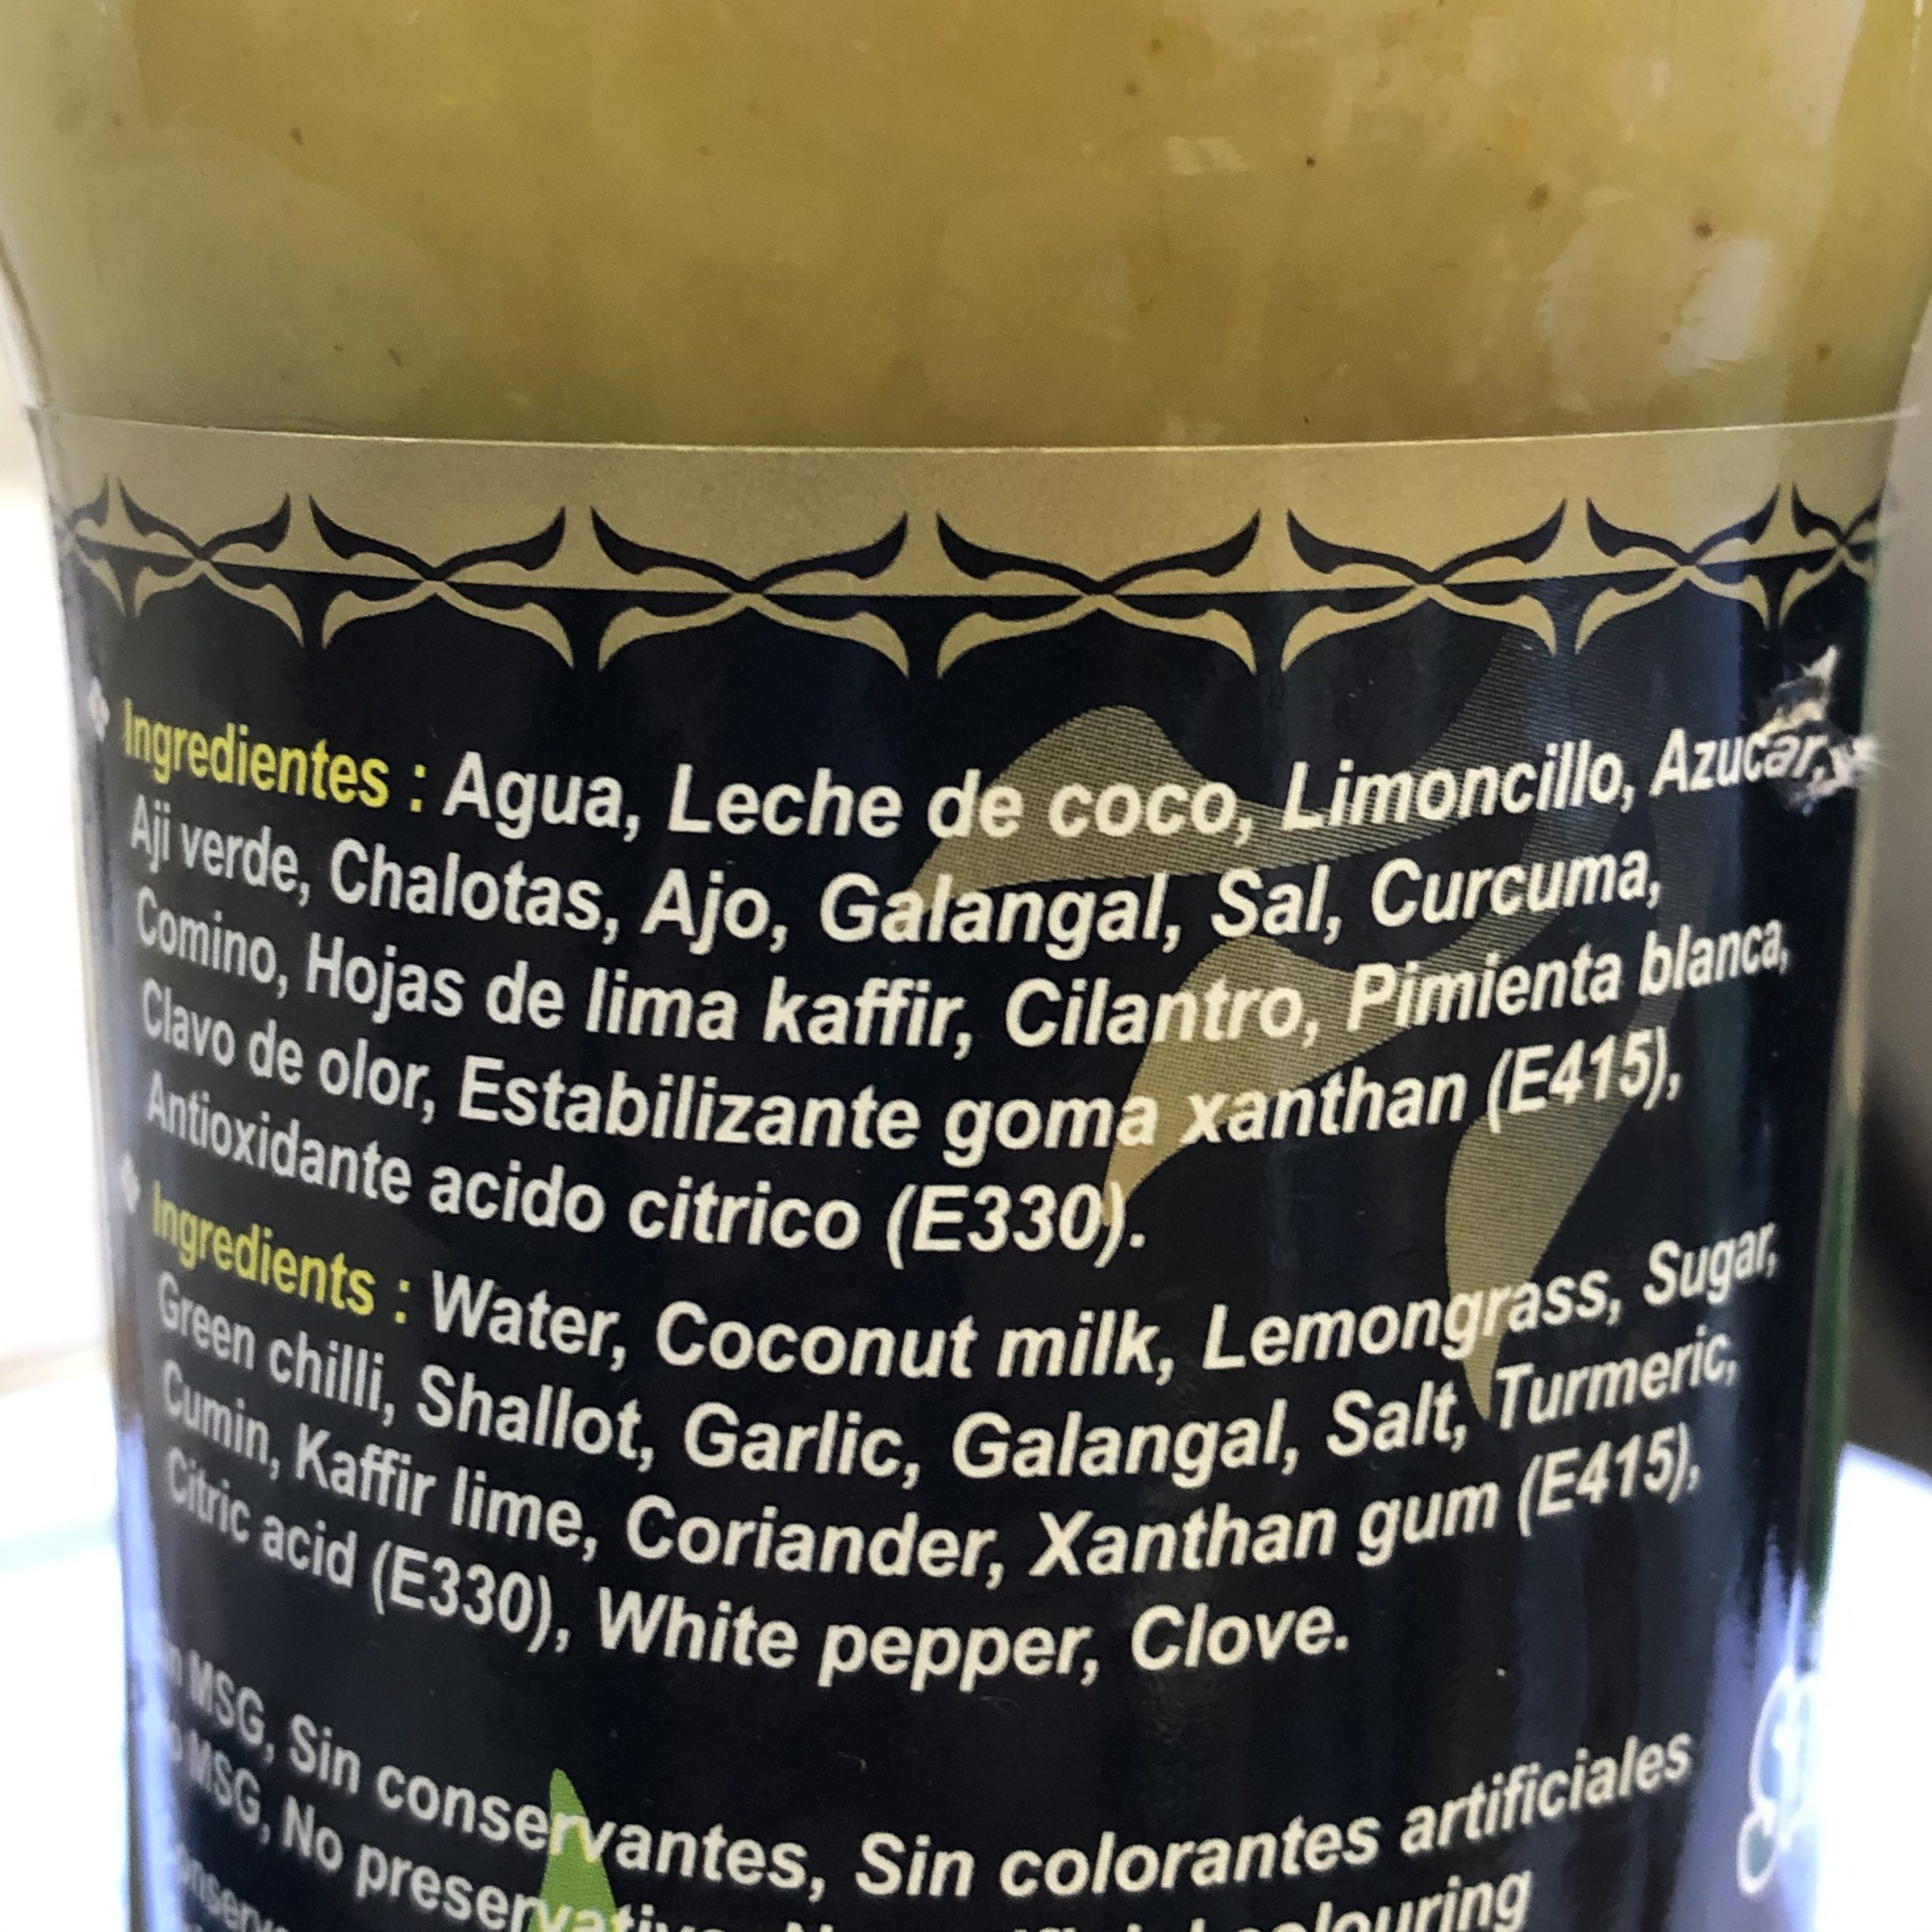 Ingredientes : Agua, Leche de coco, Limoncillo, Azucar,
Aji verde, Chalotas, Ajo, Galangal, Sal, Curcuma,
Comino, Hojas de lima kaffir, Cilantro, Pimienta blanca,
Clavo de olor, Estabilizante goma xanthan (E415),
Antioxidante acido citrico (E330).
Ingredients : Water, Coconut milk, Lemongrass, Sugar,
Green chilli, Shallot, Garlic, Galangal, Salt, Turmeric,
Cumin, Kaffir lime, Coriander, Xanthan gum (E415),
Citric acid (E330), White pepper, Clove.
MSG, Sin conservantes, Sin colorantes artificiales
MSG, No